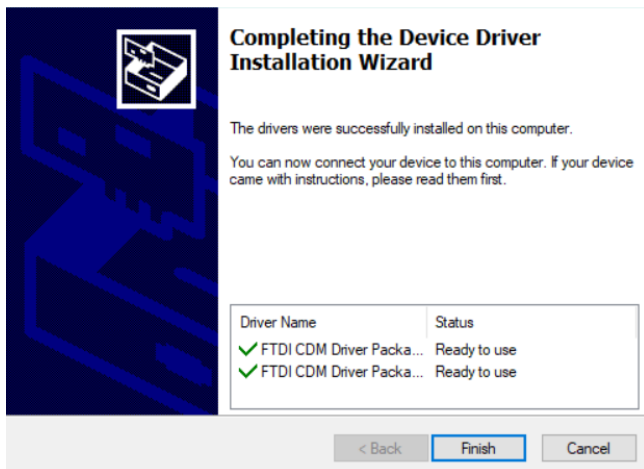 Completing the Device Driver
Installation Wizard
The drivers were successfully installed on this computer.
You can now connect your device to this computer. If your device
came with instructions, please read them first.
Driver Name Status
FTDI CDM Driver Packa... Ready to use
FTDI CDM Driver Packa... Ready to use
< Back Finish Cancel